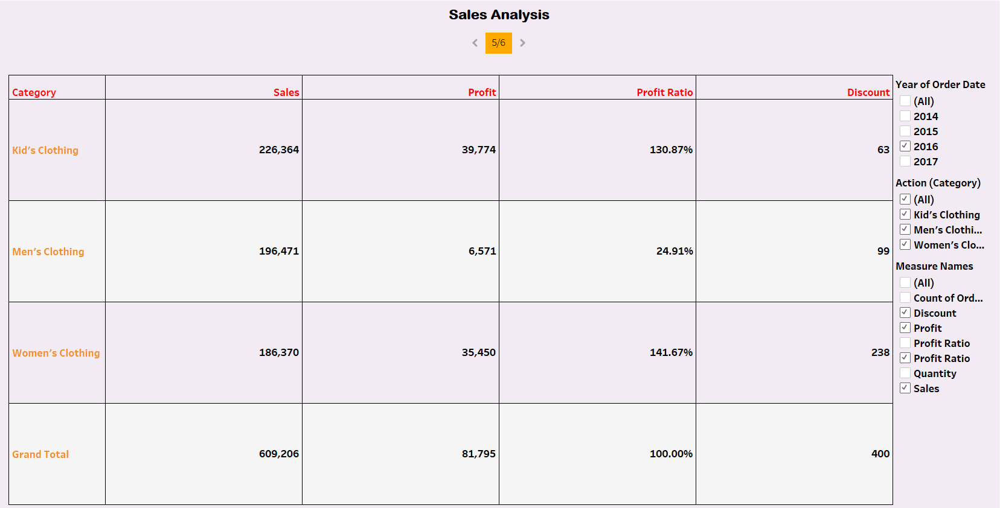 Sales Analysis
5/6
Category Sales Profit Profit Ratio Discount
Kid’s Clothing 226,364 39,774 130.87% 63
Men’s Clothing 196,471 6,571 24.91% 99
Women’s Clothing 186,370 35,450 141.67% 238
Grand Total 609,206 81,795 100.00% 400
Year of Order Date
(All)
2014
2015
2016
2017
Action (Category)
(All)
Kid’s Clothing
Men’s Clothi...
Women’s Clo...
Measure Names
(All)
Count of Ord...
Discount
Profit
Profit Ratio
Profit Ratio
Quantity
Sales